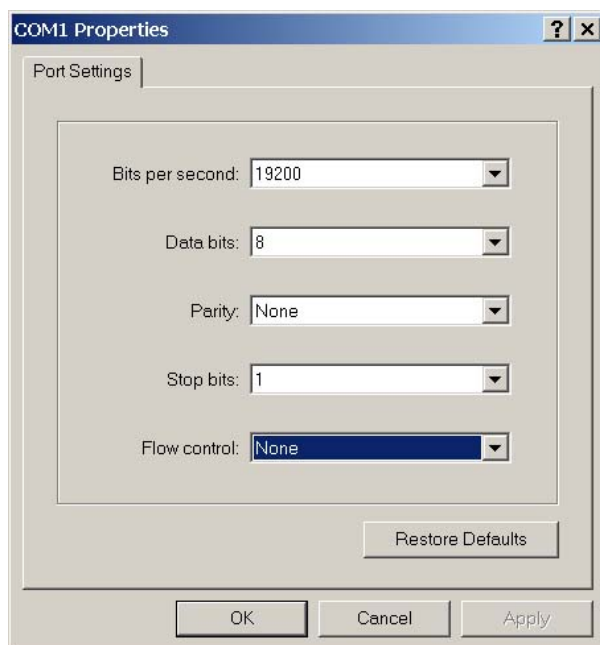 COM1 Properties
Port Settings
Bits per second: 19200
Data bits: 8
Parity: None
Stop bits: 1
Flow control: None
Restore Defaults
OK Cancel Apply